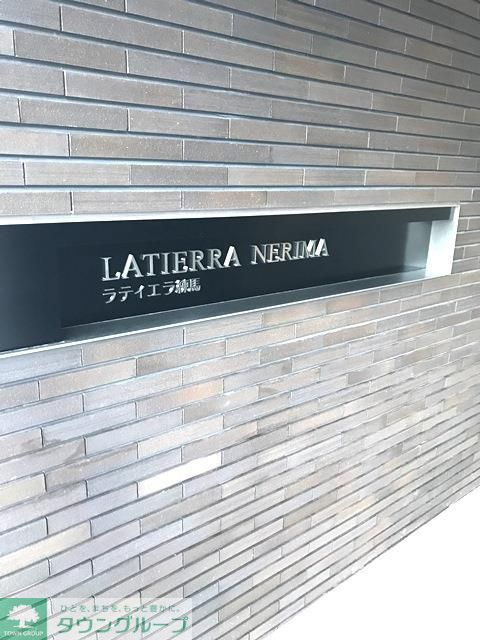 LATIERRA NERIMA
ラティエラ練馬
ひとを、まちを、もっと豊かに。
タウングループ
TOWN GROUP